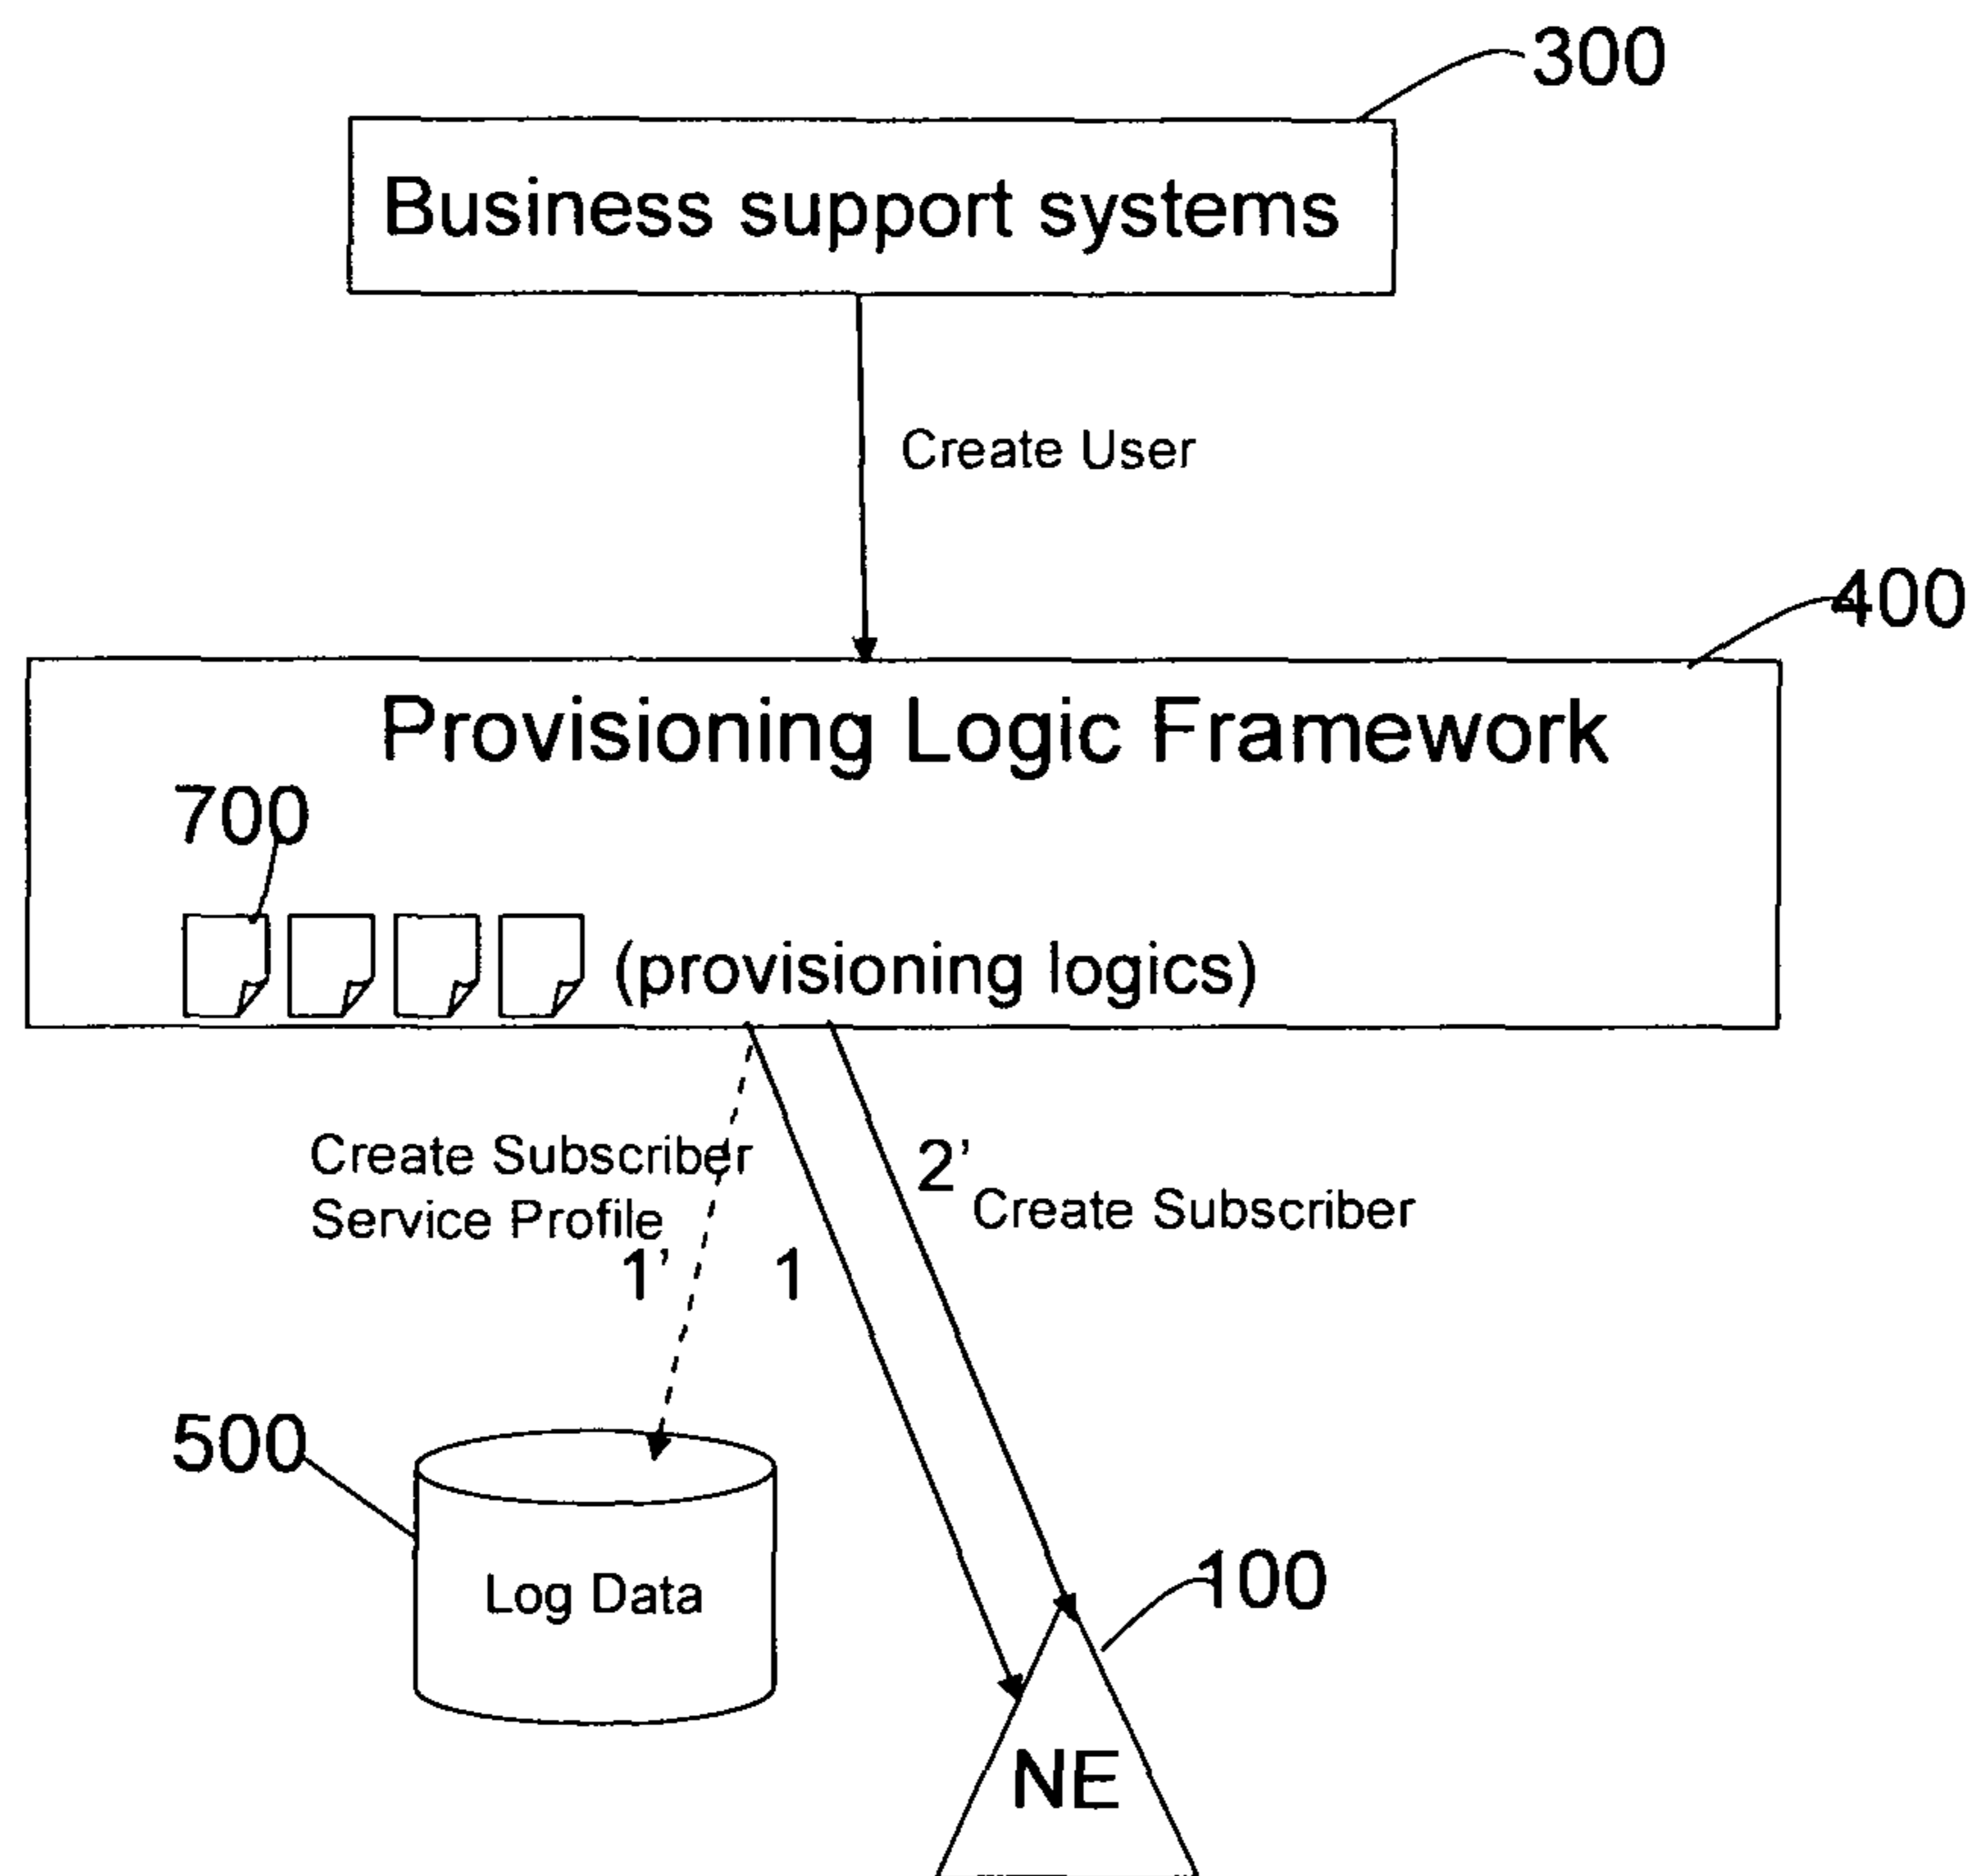 300
Business support systems
Create User
400
Provisioning Logic Framework
700
(provisioning logics)
Create Subscriber
Service Profile
1’
1
2’
Create Subscriber
500
Log Data
100
NE